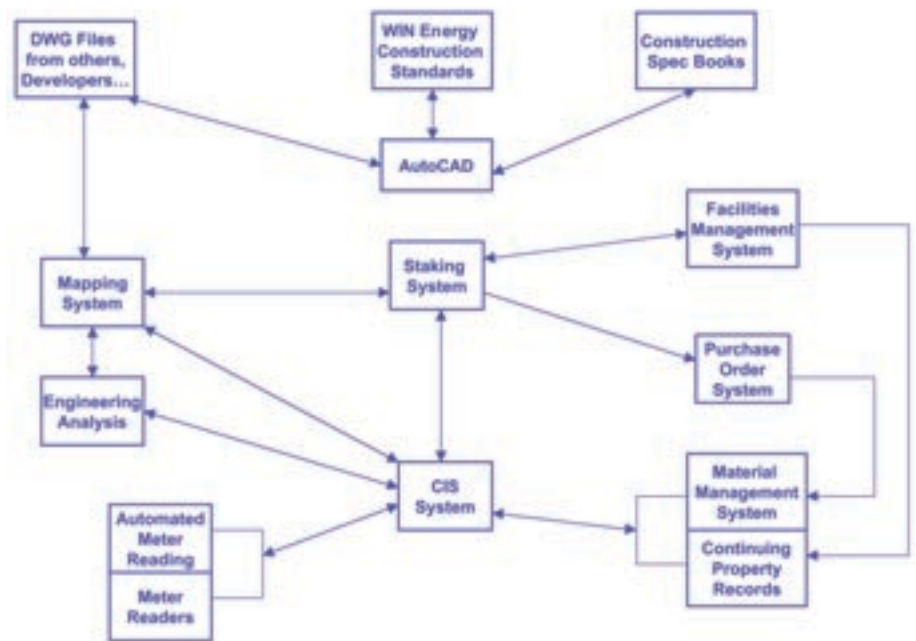 DWG Files
from others,
Developers...
WIN Energy
Construction
Standards
Construction
Spec Books
AutoCAD
Facilities
Management
System
Staking
System
Mapping
System
Purchase
Order
System
Engineering
Analysis
CIS
System
Material
Management
System
Automated
Meter
Reading
Continuing
Property
Records
Meter
Readers